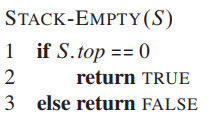 STACK-EMPTY(S)
1 if S.top == 0
2 return TRUE
3 else return FALSE